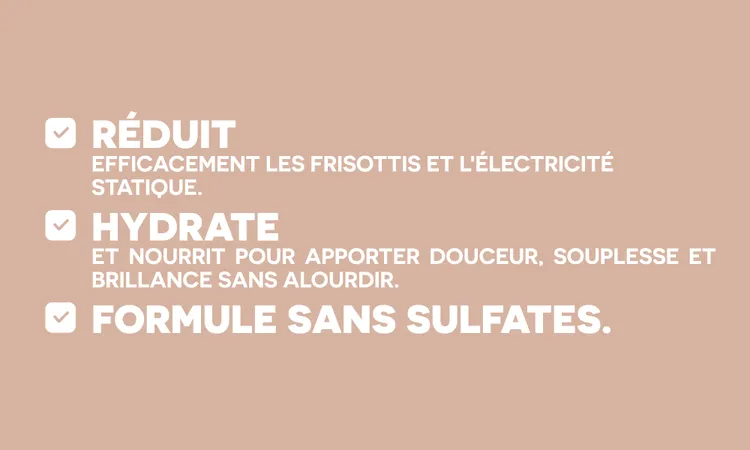 RÉDUIT
EFFICACEMENT LES FRISOTTIS ET L'ÉLECTRICITÉ
STATIQUE.
HYDRATE
ET NOURRIT POUR APPORTER DOUCEUR, SOUPLESSE ET
BRILLANCE SANS ALOURDIR.
FORMULE SANS SULFATES.